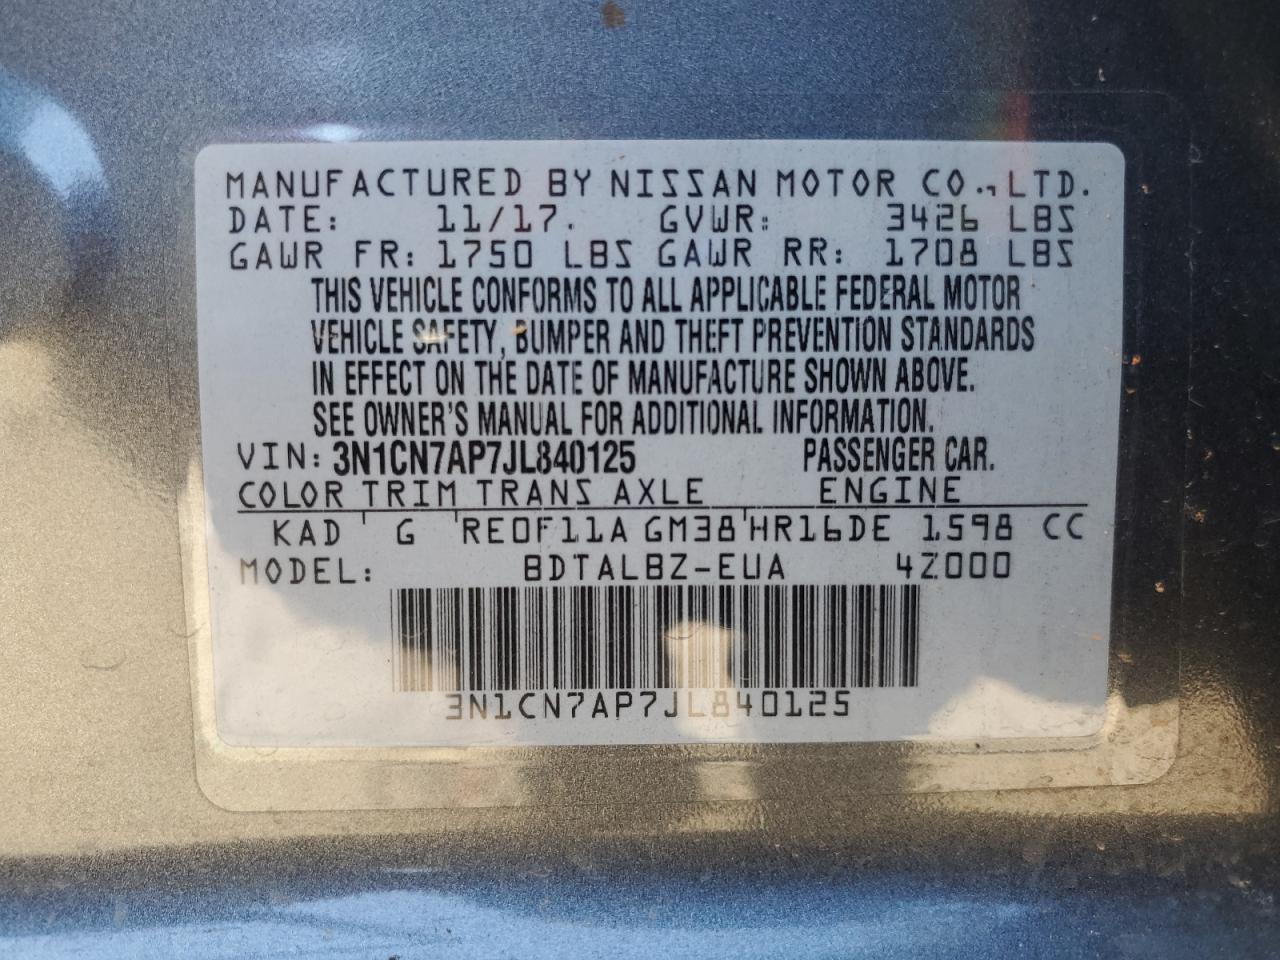 MANUFACTURED BY NISSAN MOTOR CO., LTD.
DATE: 11/17. GVWR: 3426 LBS
GAWR FR: 1750 LBS GAWR RR: 1708 LBS
THIS VEHICLE CONFORMS TO ALL APPLICABLE FEDERAL MOTOR
VEHICLE SAFETY, BUMPER AND THEFT PREVENTION STANDARDS
IN EFFECT ON THE DATE OF MANUFACTURE SHOWN ABOVE.
SEE OWNER'S MANUAL FOR ADDITIONAL INFORMATION.
VIN: 3N1CN7AP7JL840125 PASSENGER CAR.
COLOR TRIM TRANS AXLE ENGINE
KAD G RE0F11A GM38 HR16DE 1598 CC
MODEL: BDTALBZ-EUA 4Z000
3N1CN7AP7JL840125